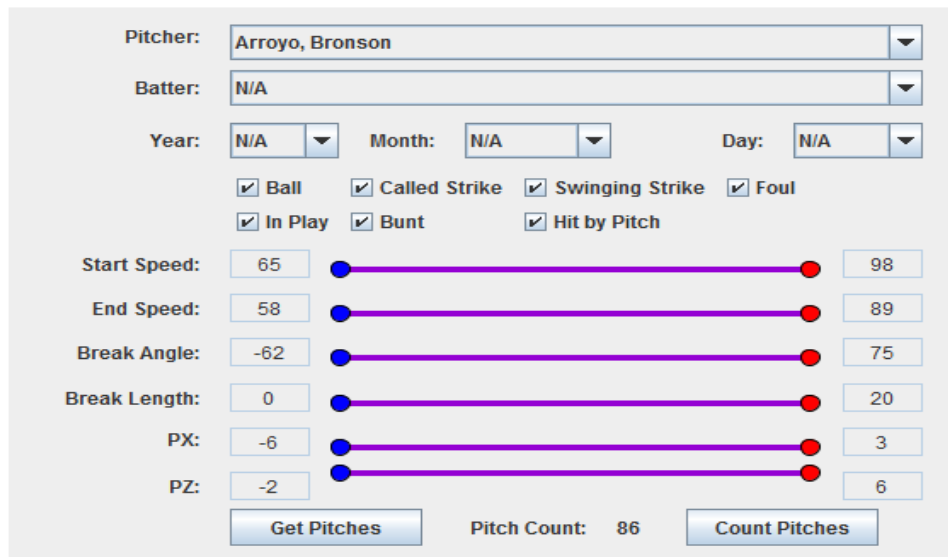 Pitcher: Arroyo, Bronson
Batter: N/A
Year: N/A Month: N/A Day: N/A
Ball Called Strike Swinging Strike Foul
In Play Bunt Hit by Pitch
Start Speed: 65 98
End Speed: 58 89
Break Angle: -62 75
Break Length: 0 20
PX: -6 3
PZ: -2 6
Get Pitches Pitch Count: 86 Count Pitches